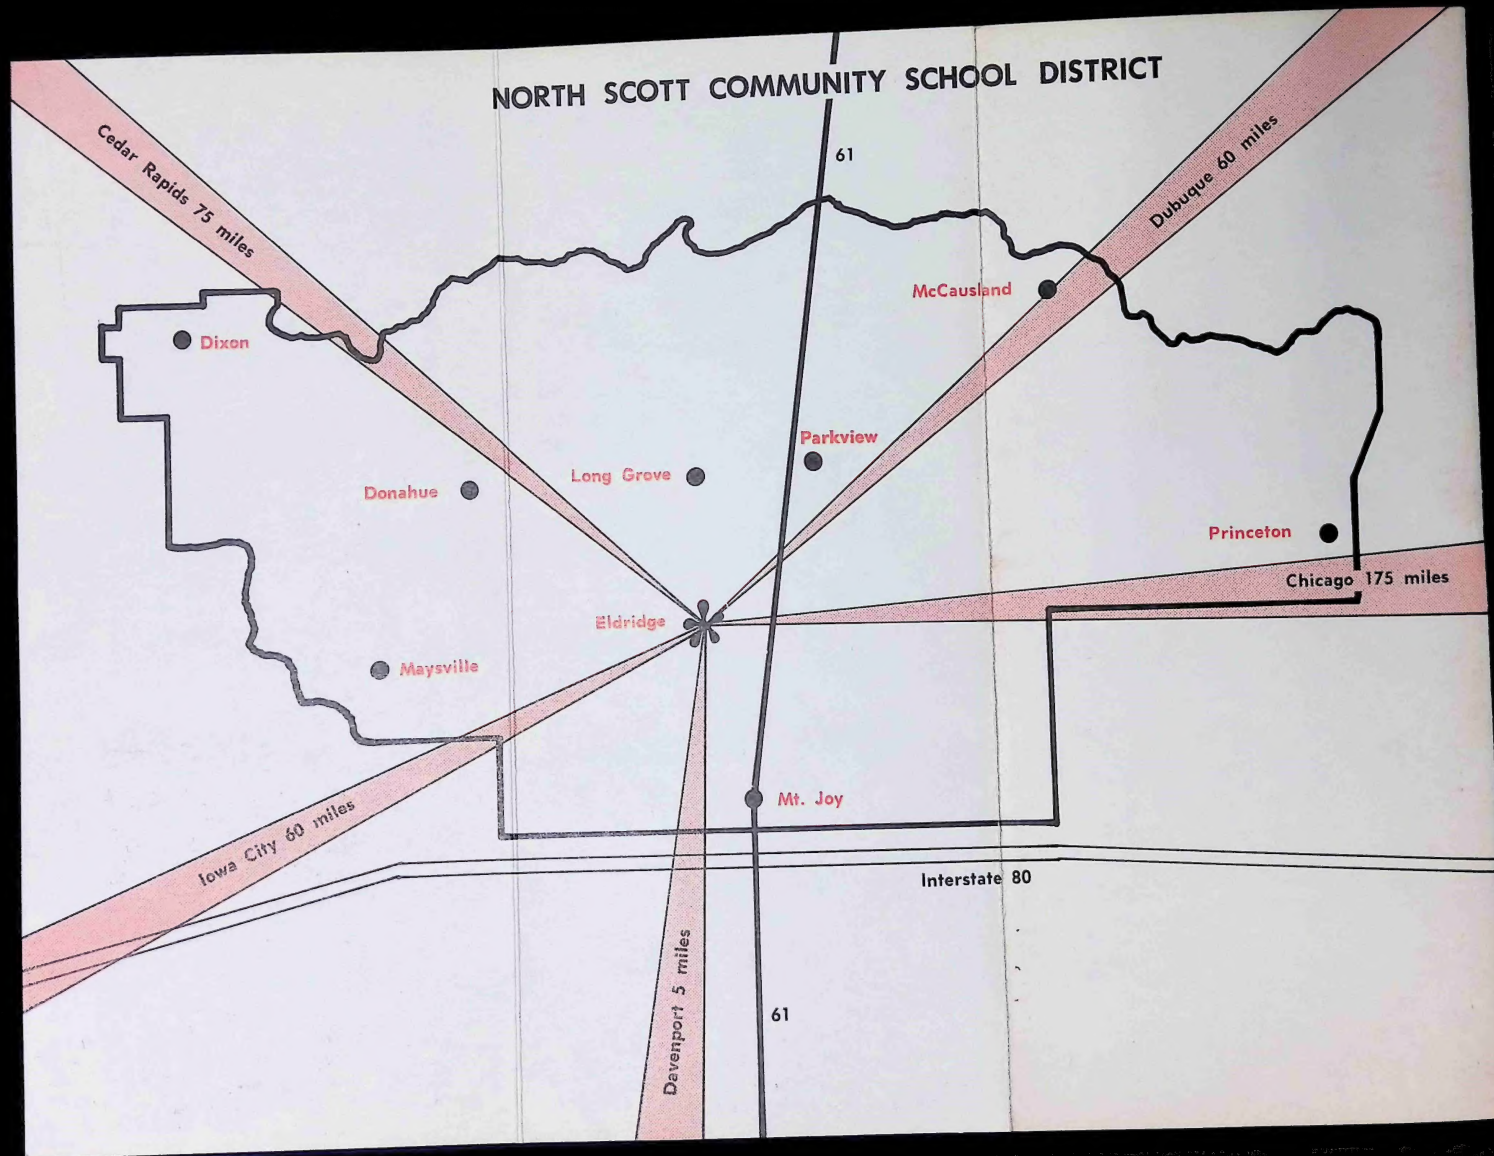 NORTH SCOTT COMMUNITY SCHOOL DISTRICT
Cedar Rapids 75 miles
61
Dubuque 60 miles
McCausland
Dixon
Parkview
Long Grove
Donahue
Princeton
Chicago 175 miles
Eldridge
Maysville
Mt. Joy
Iowa City 60 miles
Interstate 80
Davenport 5 miles
61